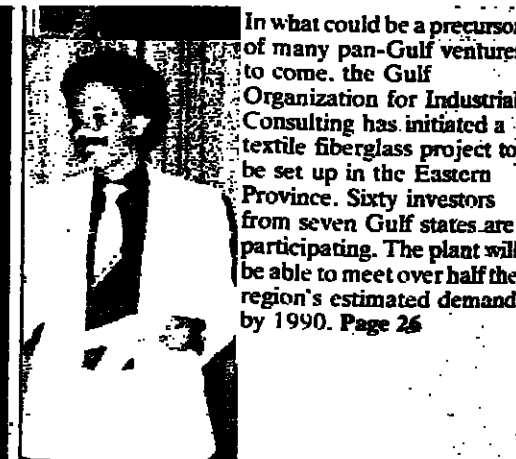 In what could be a precursor
of many pan-Gulf ventures
to come, the Gulf
Organization for Industrial
Consulting has initiated a
textile fiberglass project to
be set up in the Eastern
Province. Sixty investors
from seven Gulf states are
participating. The plant will
be able to meet over half the
region's estimated demand
by 1990. Page 26